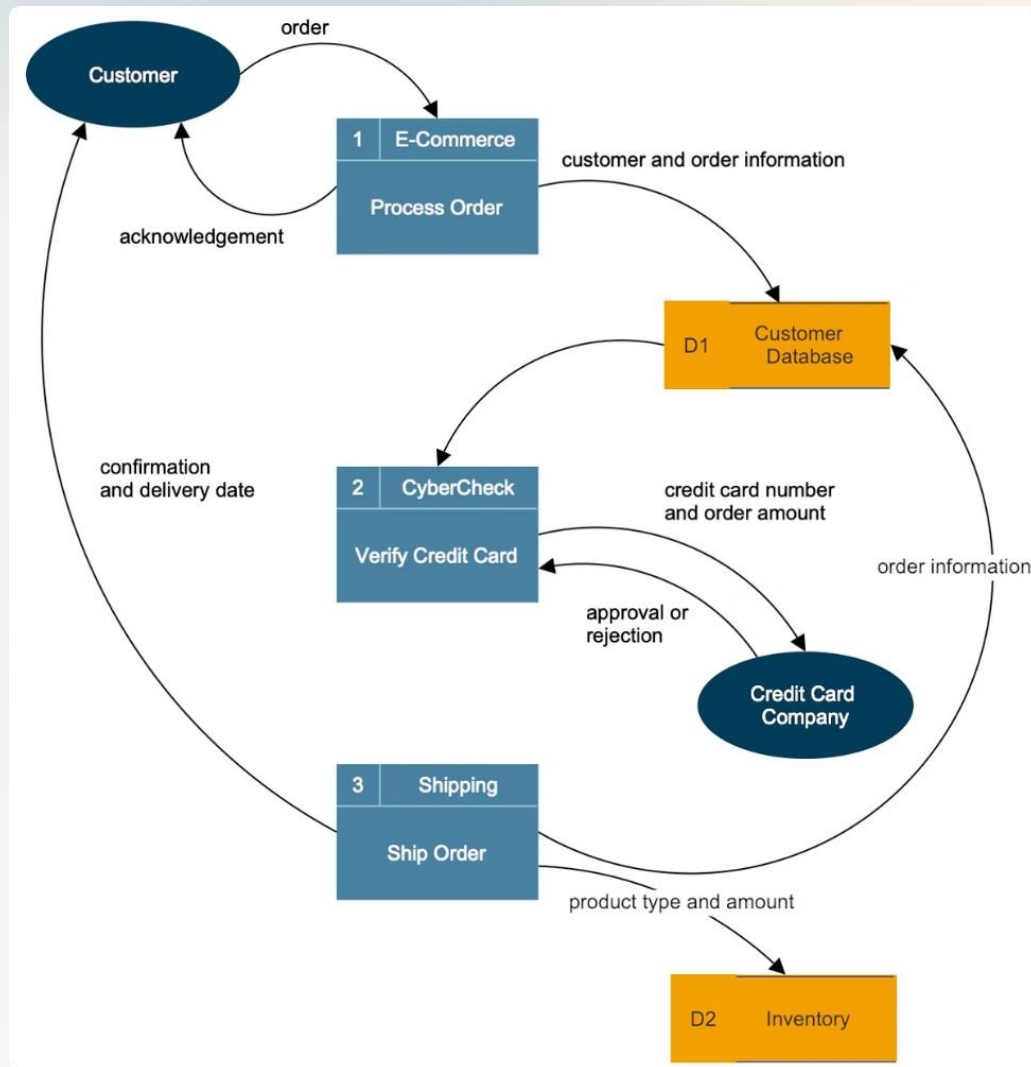 order
Customer
1 E-Commerce
Process Order
customer and order information
acknowledgement
D1 Customer
Database
confirmation
and delivery date
2 CyberCheck
Verify Credit Card
credit card number
and order amount
order information
approval or
rejection
Credit Card
Company
3 Shipping
Ship Order
product type and amount
D2 Inventory